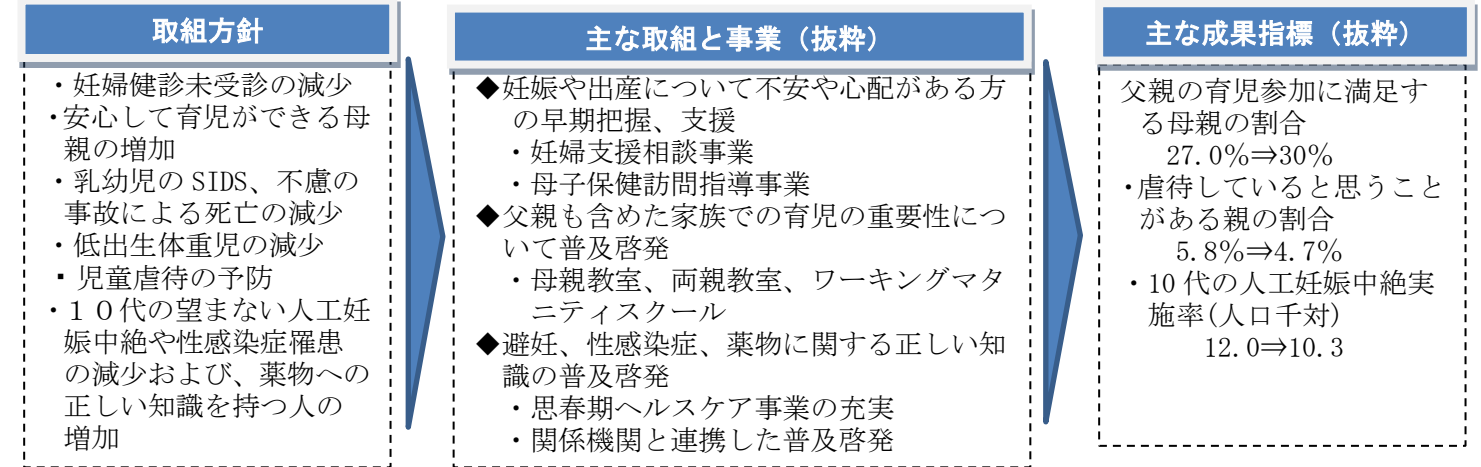 取組方針
・妊婦健診未受診の減少
・安心して育児ができる母
親の増加
・乳幼児の SIDS、不慮の
事故による死亡の減少
・低出生体重児の減少
・児童虐待の予防
・１０代の望まない人工妊
娠中絶や性感染症罹患
の減少および、薬物への
正しい知識を持つ人の
増加
主な取組と事業（抜粋）
◆妊娠や出産について不安や心配がある方
の早期把握、支援
・妊婦支援相談事業
・母子保健訪問指導事業
◆父親も含めた家族での育児の重要性につ
いて普及啓発
・母親教室、両親教室、ワーキングマタ
ニティスクール
◆避妊、性感染症、薬物に関する正しい知
識の普及啓発
・思春期ヘルスケア事業の充実
・関係機関と連携した普及啓発
主な成果指標（抜粋）
父親の育児参加に満足す
る母親の割合
27.0%⇒30%
・虐待していると思うこと
がある親の割合
5.8%⇒4.7%
・10 代の人工妊娠中絶実
施率(人口千対)
12.0⇒10.3